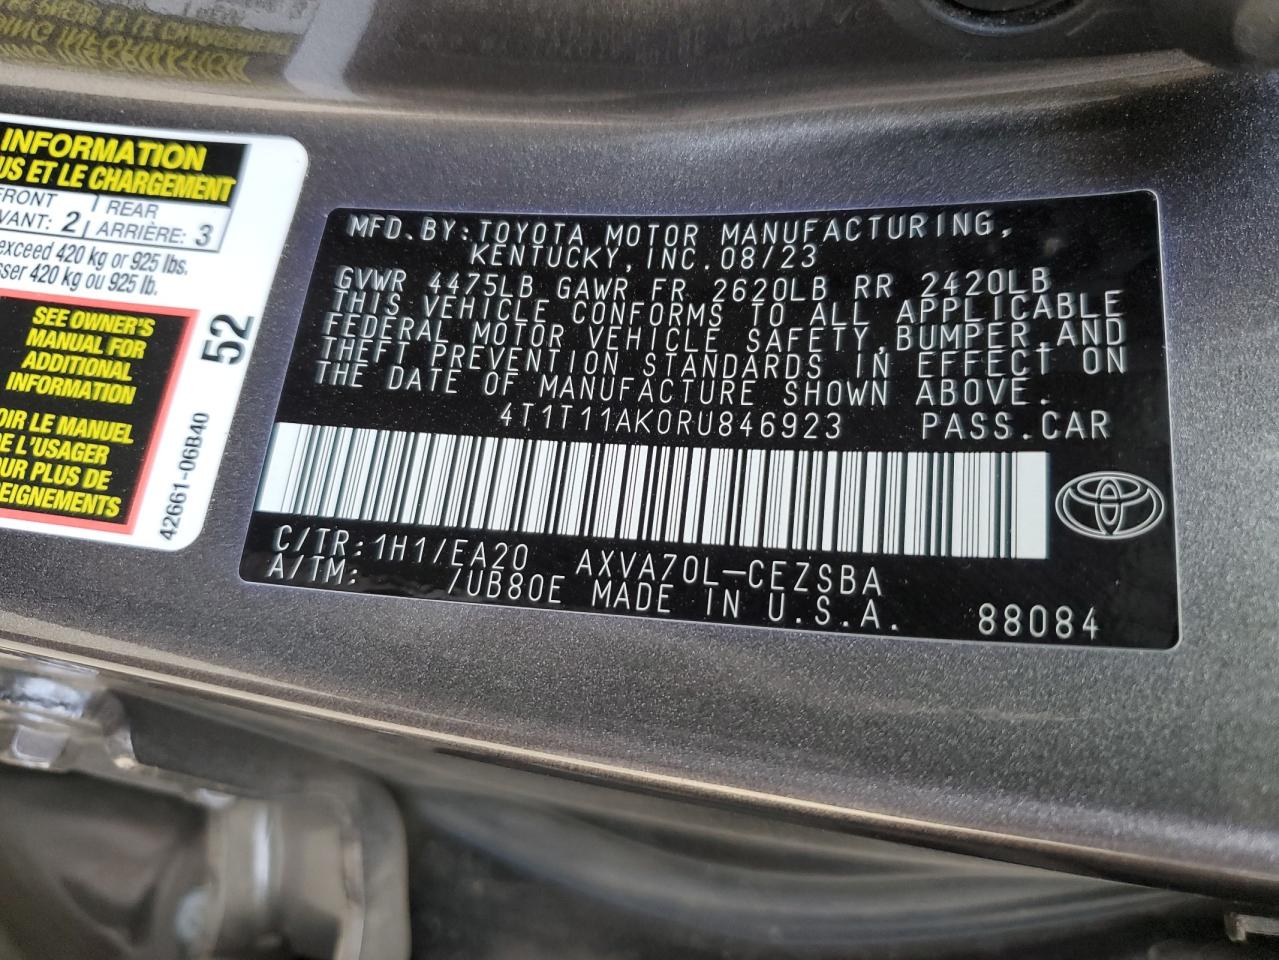 INFORMATION
US ET LE CHARGEMENT
FRONT
VANT: 2
REAR
ARRIÈRE: 3
exceed 420 kg or 925 lbs.
sser 420 kg ou 925 lb.
SEE OWNER'S
MANUAL FOR
ADDITIONAL
INFORMATION
OIR LE MANUEL
DE L'USAGER
OUR PLUS DE
EIGNEMENTS
52
42661-06B40
MFD.BY:TOYOTA MOTOR MANUFACTURING,
KENTUCKY,INC.08/23
GVWR 4475LB GAWR FR 2620LB RR 2420LB
THIS VEHICLE CONFORMS TO ALL APPLICABLE
FEDERAL MOTOR VEHICLE SAFETY,BUMPER,AND
THEFT PREVENTION STANDARDS IN EFFECT ON
THE DATE OF MANUFACTURE SHOWN ABOVE.
4T1T11AK0RU846923 PASS.CAR
C/TR:1H1/EA20 AXVA70L-CEZSBA
A/TM: /UB80E MADE IN U.S.A. 88084